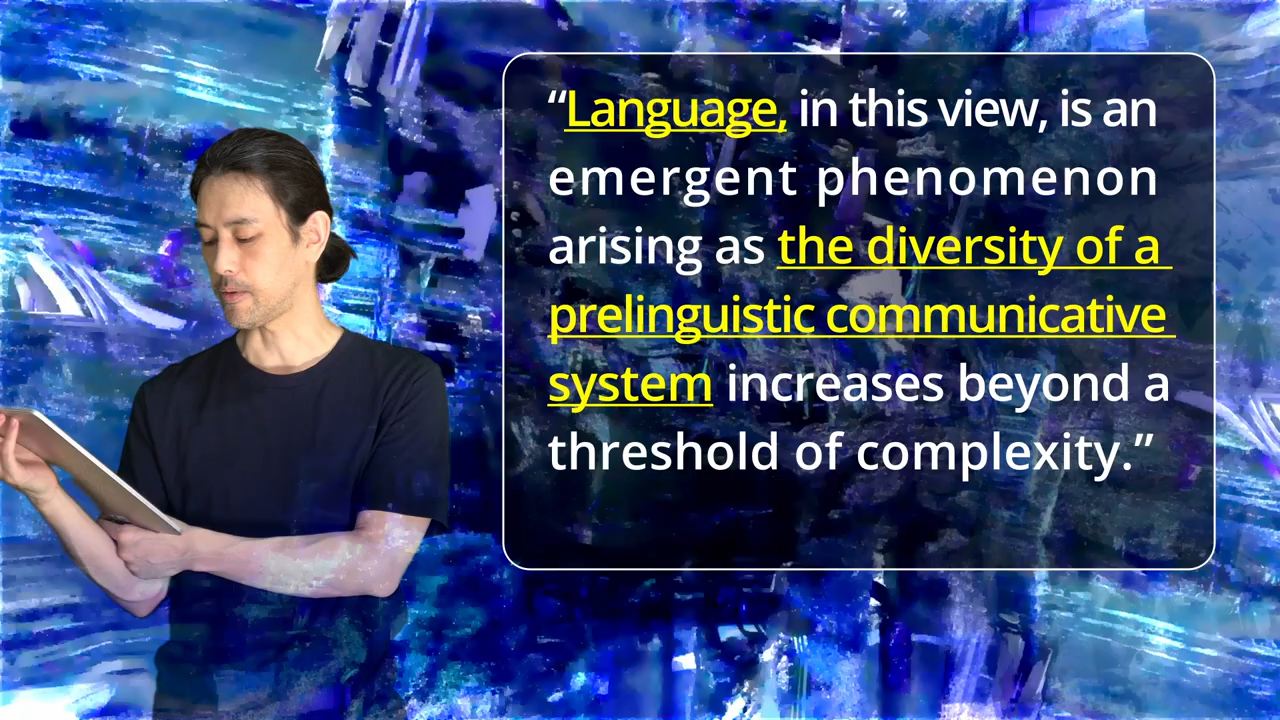 “Language, in this view, is an
emergent phenomenon
arising as the diversity of a
prelinguistic communicative
system increases beyond a
threshold of complexity.”